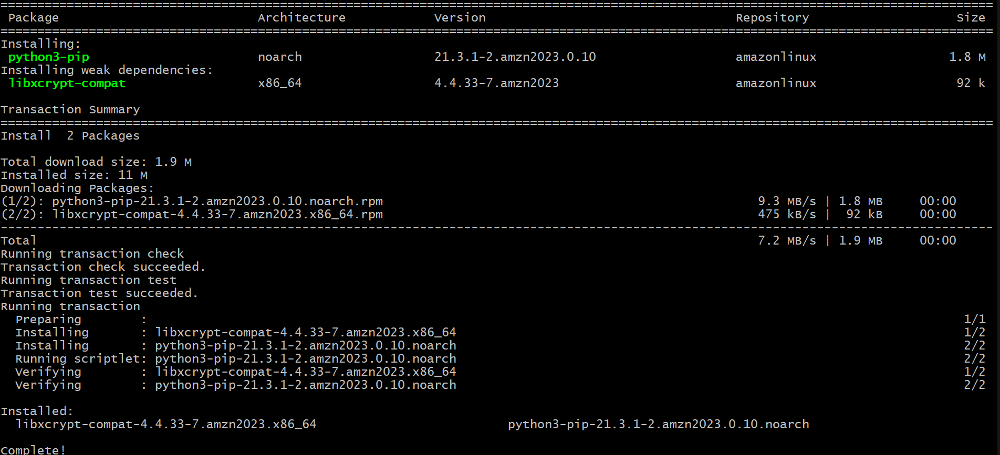 ================================================================================================================================
 Package                           Architecture            Version                                  Repository                    Size
================================================================================================================================
Installing:
 python3-pip                       noarch                  21.3.1-2.amzn2023.0.10                   amazonlinux                  1.8 M
Installing weak dependencies:
 libxcrypt-compat                  x86_64                  4.4.33-7.amzn2023                        amazonlinux                   92 k

Transaction Summary
================================================================================================================================
Install  2 Packages

Total download size: 1.9 M
Installed size: 11 M
Downloading Packages:
(1/2): python3-pip-21.3.1-2.amzn2023.0.10.noarch.rpm                                                   9.3 MB/s | 1.8 MB     00:00
(2/2): libxcrypt-compat-4.4.33-7.amzn2023.x86_64.rpm                                                   475 kB/s |  92 kB     00:00
--------------------------------------------------------------------------------------------------------------------------------
Total                                                                                                  7.2 MB/s | 1.9 MB     00:00
Running transaction check
Transaction check succeeded.
Running transaction test
Transaction test succeeded.
Running transaction
  Preparing        :                                                                                                               1/1
  Installing       : libxcrypt-compat-4.4.33-7.amzn2023.x86_64                                                                     1/2
  Installing       : python3-pip-21.3.1-2.amzn2023.0.10.noarch                                                                     2/2
  Running scriptlet: python3-pip-21.3.1-2.amzn2023.0.10.noarch                                                                     2/2
  Verifying        : libxcrypt-compat-4.4.33-7.amzn2023.x86_64                                                                     1/2
  Verifying        : python3-pip-21.3.1-2.amzn2023.0.10.noarch                                                                     2/2

Installed:
  libxcrypt-compat-4.4.33-7.amzn2023.x86_64                          python3-pip-21.3.1-2.amzn2023.0.10.noarch

Complete!